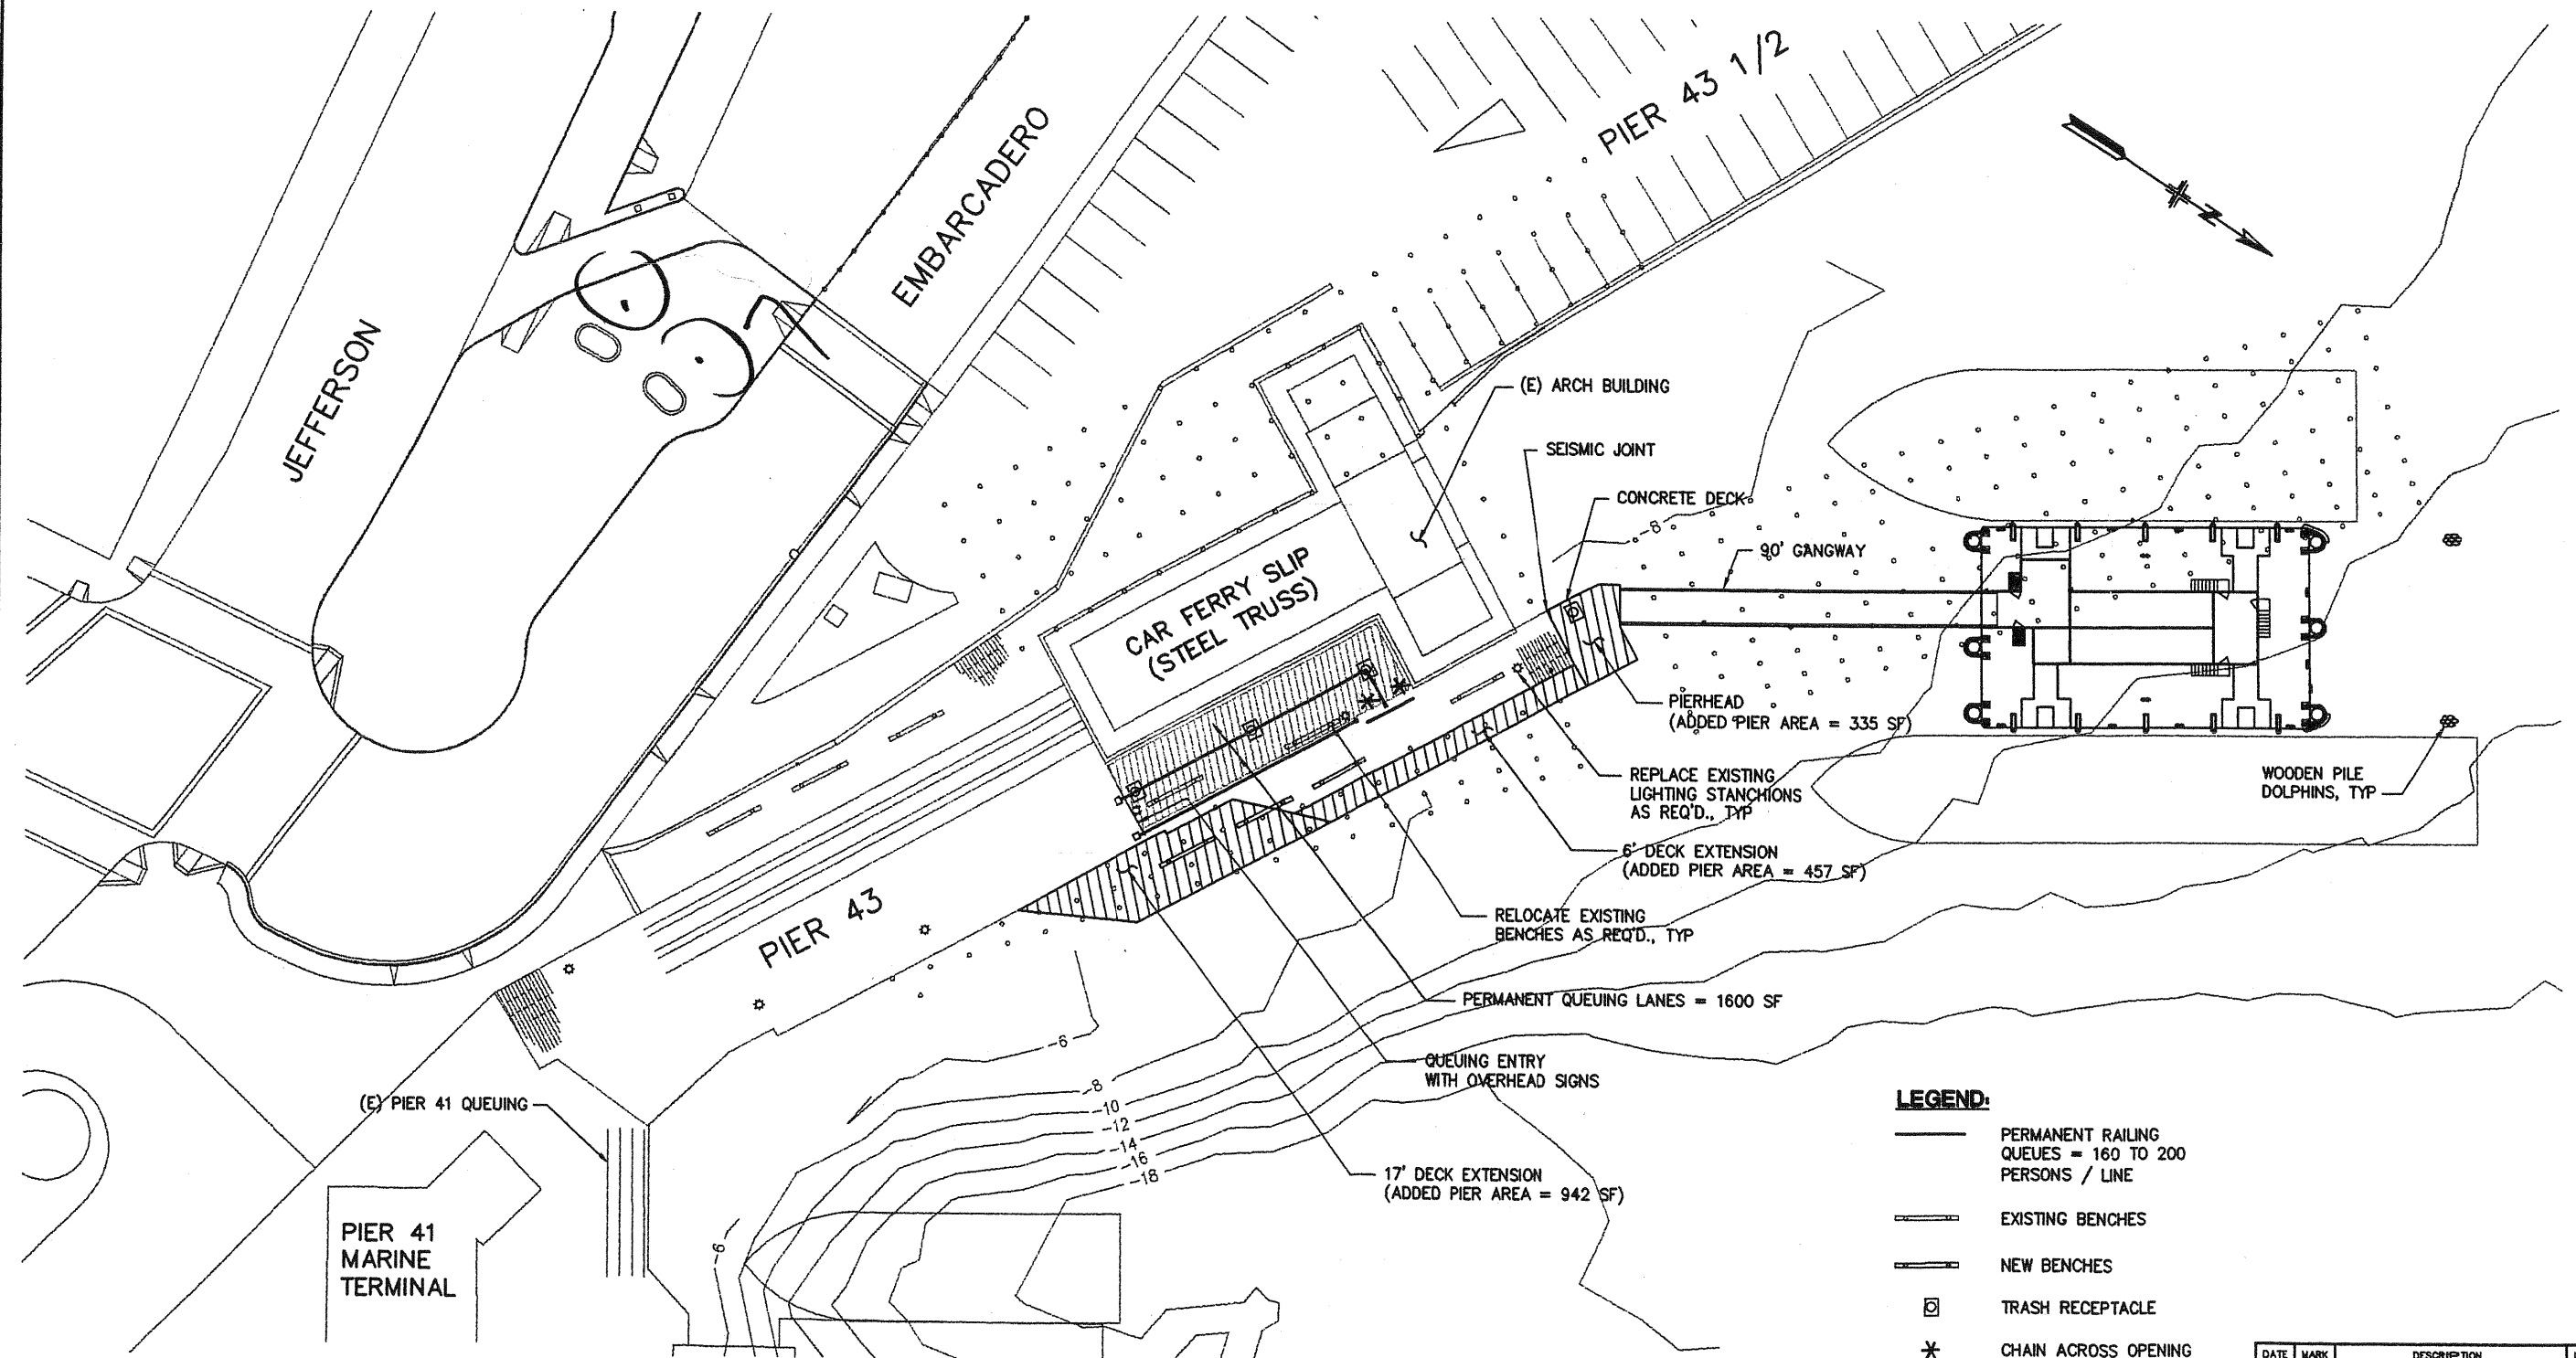 PIER 43 1/2
EMBARCADERO
JEFFERSON
N
(E) ARCH BUILDING
SEISMIC JOINT
CONCRETE DECK
-8
90' GANGWAY
CAR FERRY SLIP
(STEEL TRUSS)
PIERHEAD
(ADDED PIER AREA = 335 SF)
REPLACE EXISTING
LIGHTING STANCHIONS
AS REQ'D., TYP
WOODEN PILE
DOLPHINS, TYP
6' DECK EXTENSION
(ADDED PIER AREA = 457 SF)
PIER 43
RELOCATE EXISTING
BENCHES AS REQ'D., TYP
PERMANENT QUEUING LANES = 1600 SF
-6
QUEUING ENTRY
WITH OVERHEAD SIGNS
-8
-10
-12
-14
-16
-18
(E) PIER 41 QUEUING
17' DECK EXTENSION
(ADDED PIER AREA = 942 SF)
PIER 41
MARINE
TERMINAL
-6
LEGEND:
PERMANENT RAILING
QUEUES = 160 TO 200
PERSONS / LINE
EXISTING BENCHES
NEW BENCHES
TRASH RECEPTACLE
CHAIN ACROSS OPENING
DATE MARK DESCRIPTION